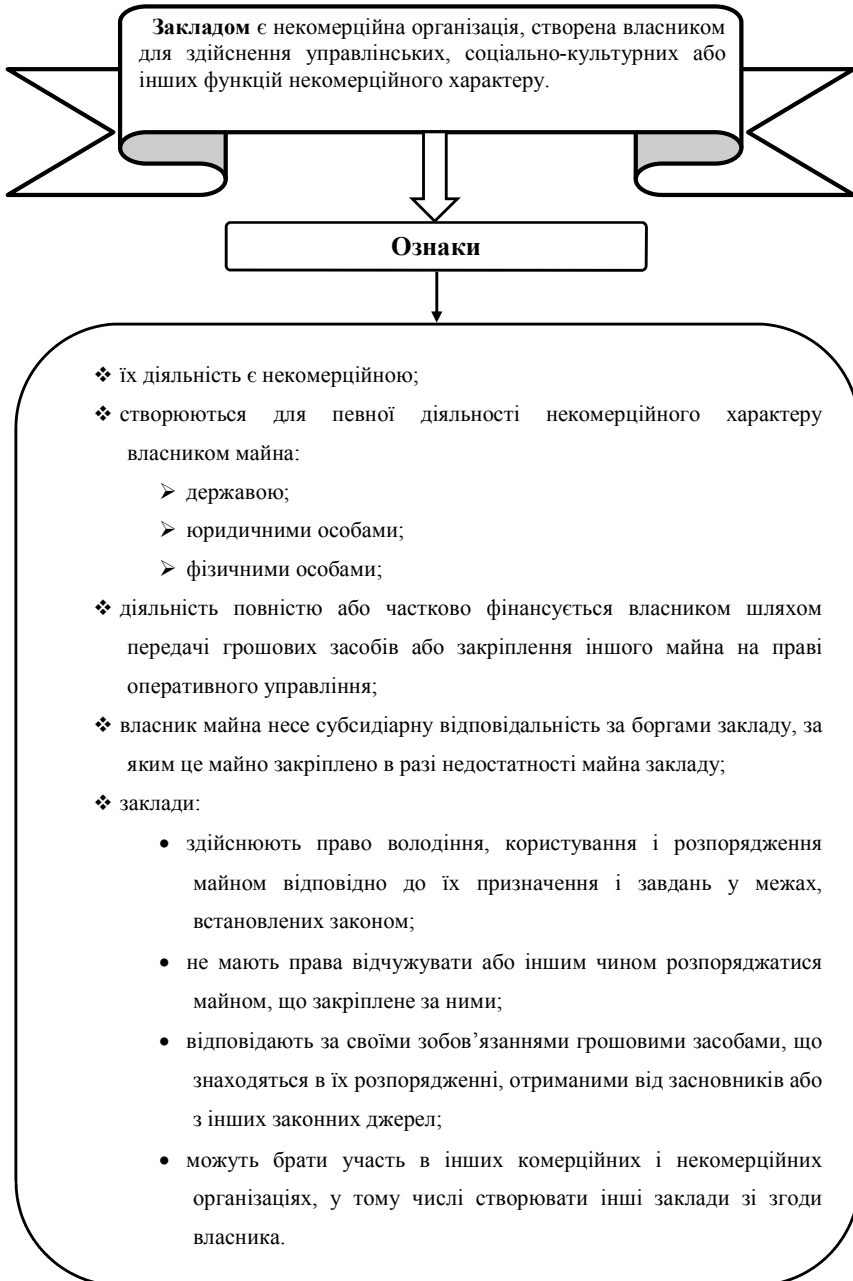 Закладом є некомерційна організація, створена власником
для здійснення управлінських, соціально-культурних або
інших функцій некомерційного характеру.
Ознаки
❖ їх діяльність є некомерційною;
❖ створюються для певної діяльності некомерційного характеру
власником майна:
➢ державою;
➢ юридичними особами;
➢ фізичними особами;
❖ діяльність повністю або частково фінансується власником шляхом
передачі грошових засобів або закріплення іншого майна на праві
оперативного управління;
❖ власник майна несе субсидіарну відповідальність за боргами закладу, за
яким це майно закріплено в разі недостатності майна закладу;
❖ заклади:
• здійснюють право володіння, користування і розпорядження
майном відповідно до їх призначення і завдань у межах,
встановлених законом;
• не мають права відчужувати або іншим чином розпоряджатися
майном, що закріплене за ними;
• відповідають за своїми зобов’язаннями грошовими засобами, що
знаходяться в їх розпорядженні, отриманими від засновників або
з інших законних джерел;
• можуть брати участь в інших комерційних і некомерційних
організаціях, у тому числі створювати інші заклади зі згоди
власника.